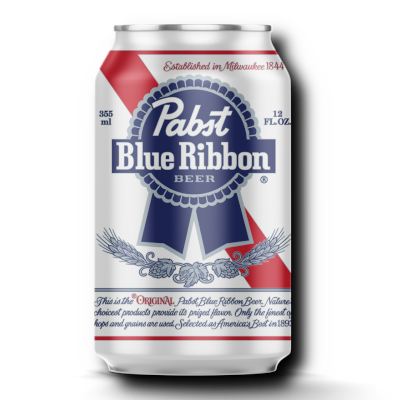 Established in Milwaukee 1844
355
ml
12
FL. OZ.
Pabst
Blue Ribbon
BEER
®
This is the ORIGINAL Pabst Blue Ribbon Beer. Nature
choicest products provide its prized flavor. Only the finest of
hops and grains are used. Selected as America's Best in 189